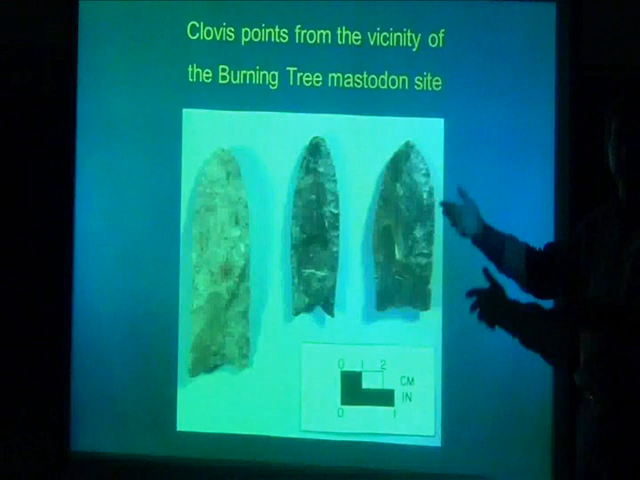 Clovis points from the vicinity of
the Burning Tree mastodon site
0 1 2
CM
IN
0 1